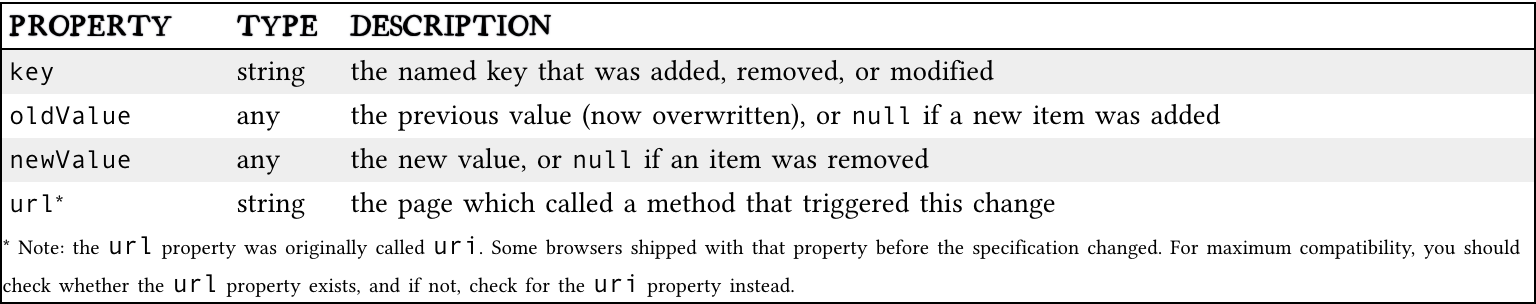 PROPERTY TYPE DESCRIPTION
key string the named key that was added, removed, or modified
oldValue any the previous value (now overwritten), or null if a new item was added
newValue any the new value, or null if an item was removed
url* string the page which called a method that triggered this change
* Note: the url property was originally called uri. Some browsers shipped with that property before the specification changed. For maximum compatibility, you should
check whether the url property exists, and if not, check for the uri property instead.